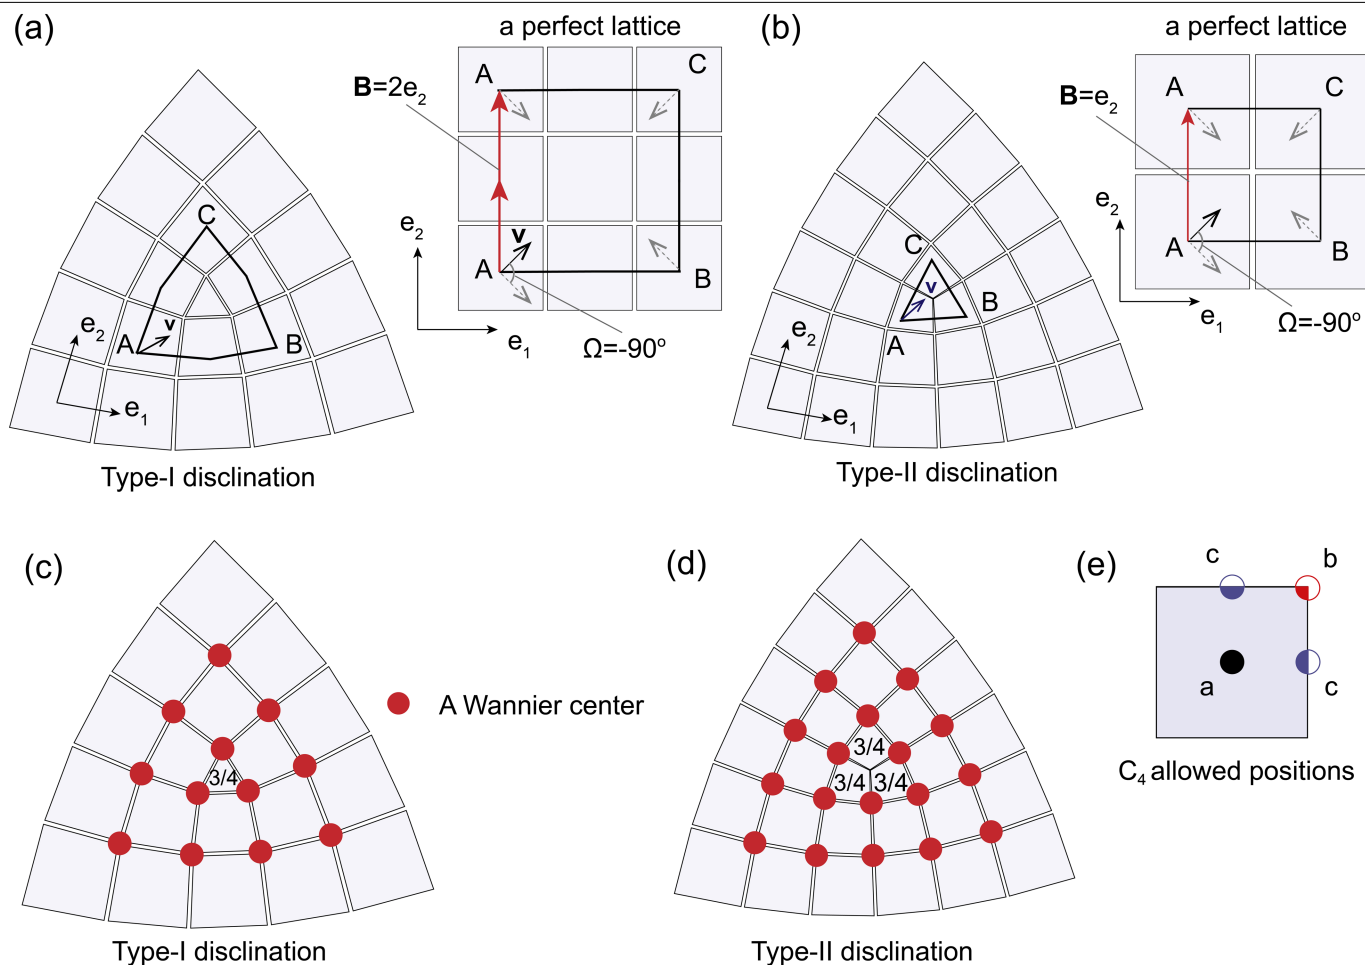 (a)
a perfect lattice
A
C
B=2e₂
C
e₂
v
A
B
e₂
v
A
B
e₁
e₁
Ω=-90°
Type-I disclination
(b)
a perfect lattice
A
C
B=e₂
e₂
C
v
B
A
B
A
e₂
e₁
e₁
Ω=-90°
Type-II disclination
(c)
3/4
A Wannier center
Type-I disclination
(d)
3/4
3/4 3/4
Type-II disclination
(e)
c
b
a
c
C₄ allowed positions